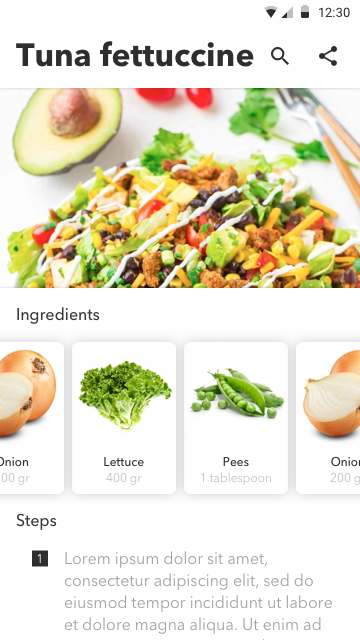 12:30
Tuna fettuccine
Ingredients
Onion
00 gr
Lettuce
400 gr
Pees
1 tablespoon
Onion
200 g
Steps
1
Lorem ipsum dolor sit amet,
consectetur adipiscing elit, sed do
eiusmod tempor incididunt ut labore
et dolore magna aliqua. Ut enim ad